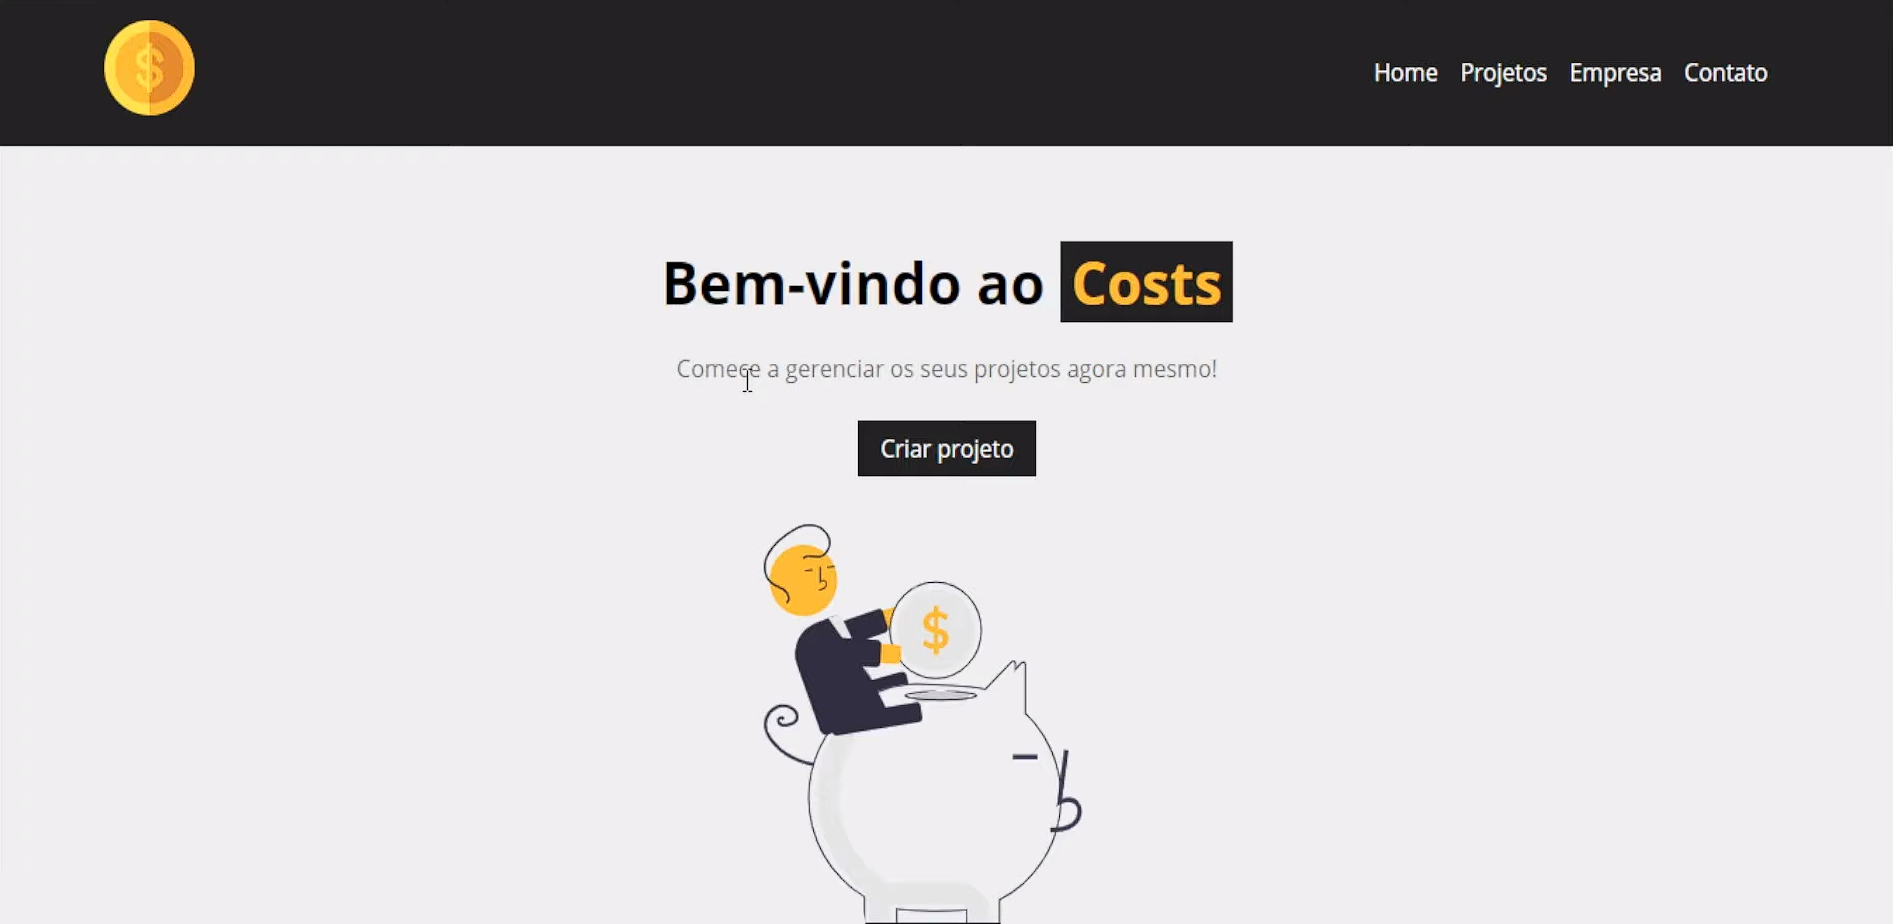 $
Home Projetos Empresa Contato
Bem-vindo ao Costs
Comece a gerenciar os seus projetos agora mesmo!
Criar projeto
$